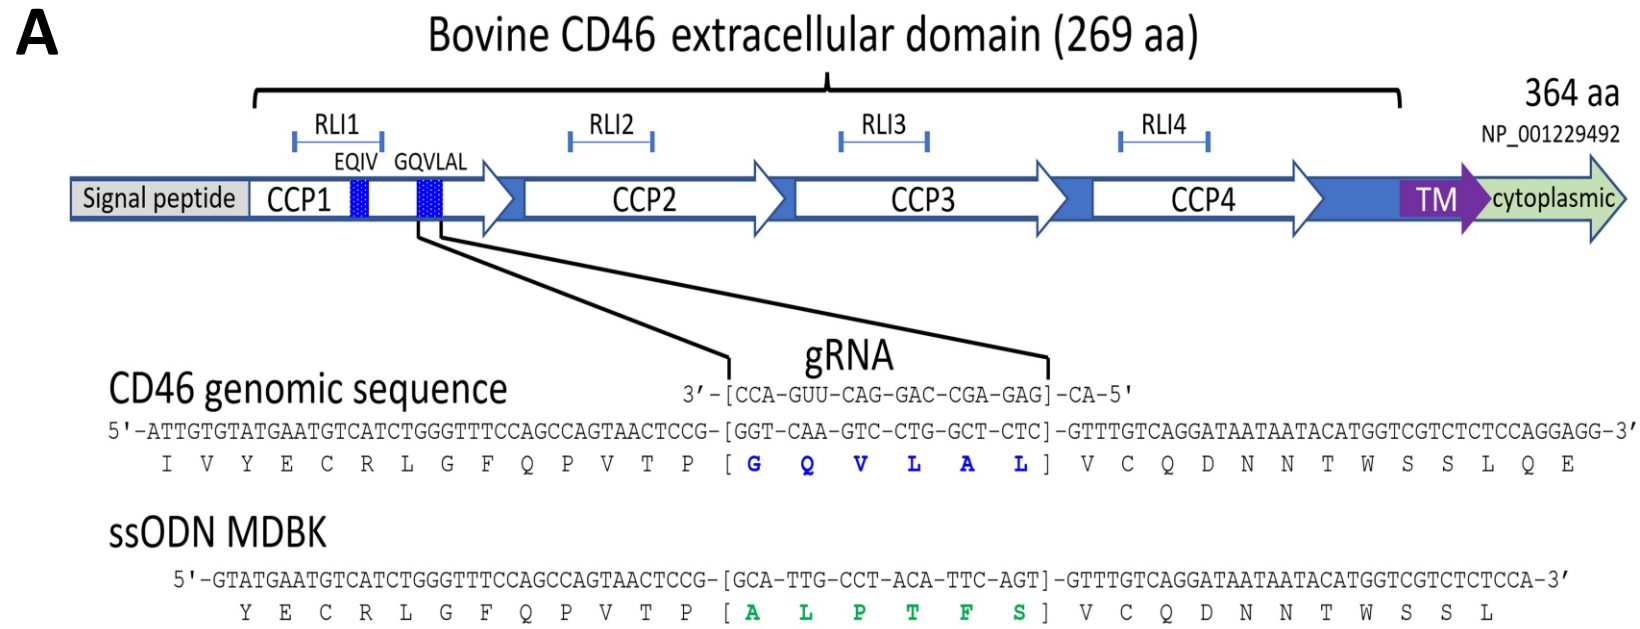 A
Bovine CD46 extracellular domain (269 aa)
364 aa
NP_001229492
RLI1 RLI2 RLI3 RLI4
EQIV GQVLAL
Signal peptide CCP1 CCP2 CCP3 CCP4 TM cytoplasmic
gRNA
CD46 genomic sequence
3’-[CCA-GUU-CAG-GAC-CGA-GAG]-CA-5'
5'-ATTGTGTATGAATGTCATCTGGGTTTCCAGCCAGTAACTCCG-[GGT-CAA-GTC-CTG-GCT-CTC]-GTTTGTCAGGATAATAATACATGGTCGTCTCTCCAGGAGG-3’
I V Y E C R L G F Q P V T P [ G Q V L A L ] V C Q D N N T W S S L Q E
ssODN MDBK
5'-GTATGAATGTCATCTGGGTTTCCAGCCAGTAACTCCG-[GCA-TTG-CCT-ACA-TTC-AGT]-GTTTGTCAGGATAATAATACATGGTCGTCTCTCCA-3’
Y E C R L G F Q P V T P [ A L P T F S ] V C Q D N N T W S S L